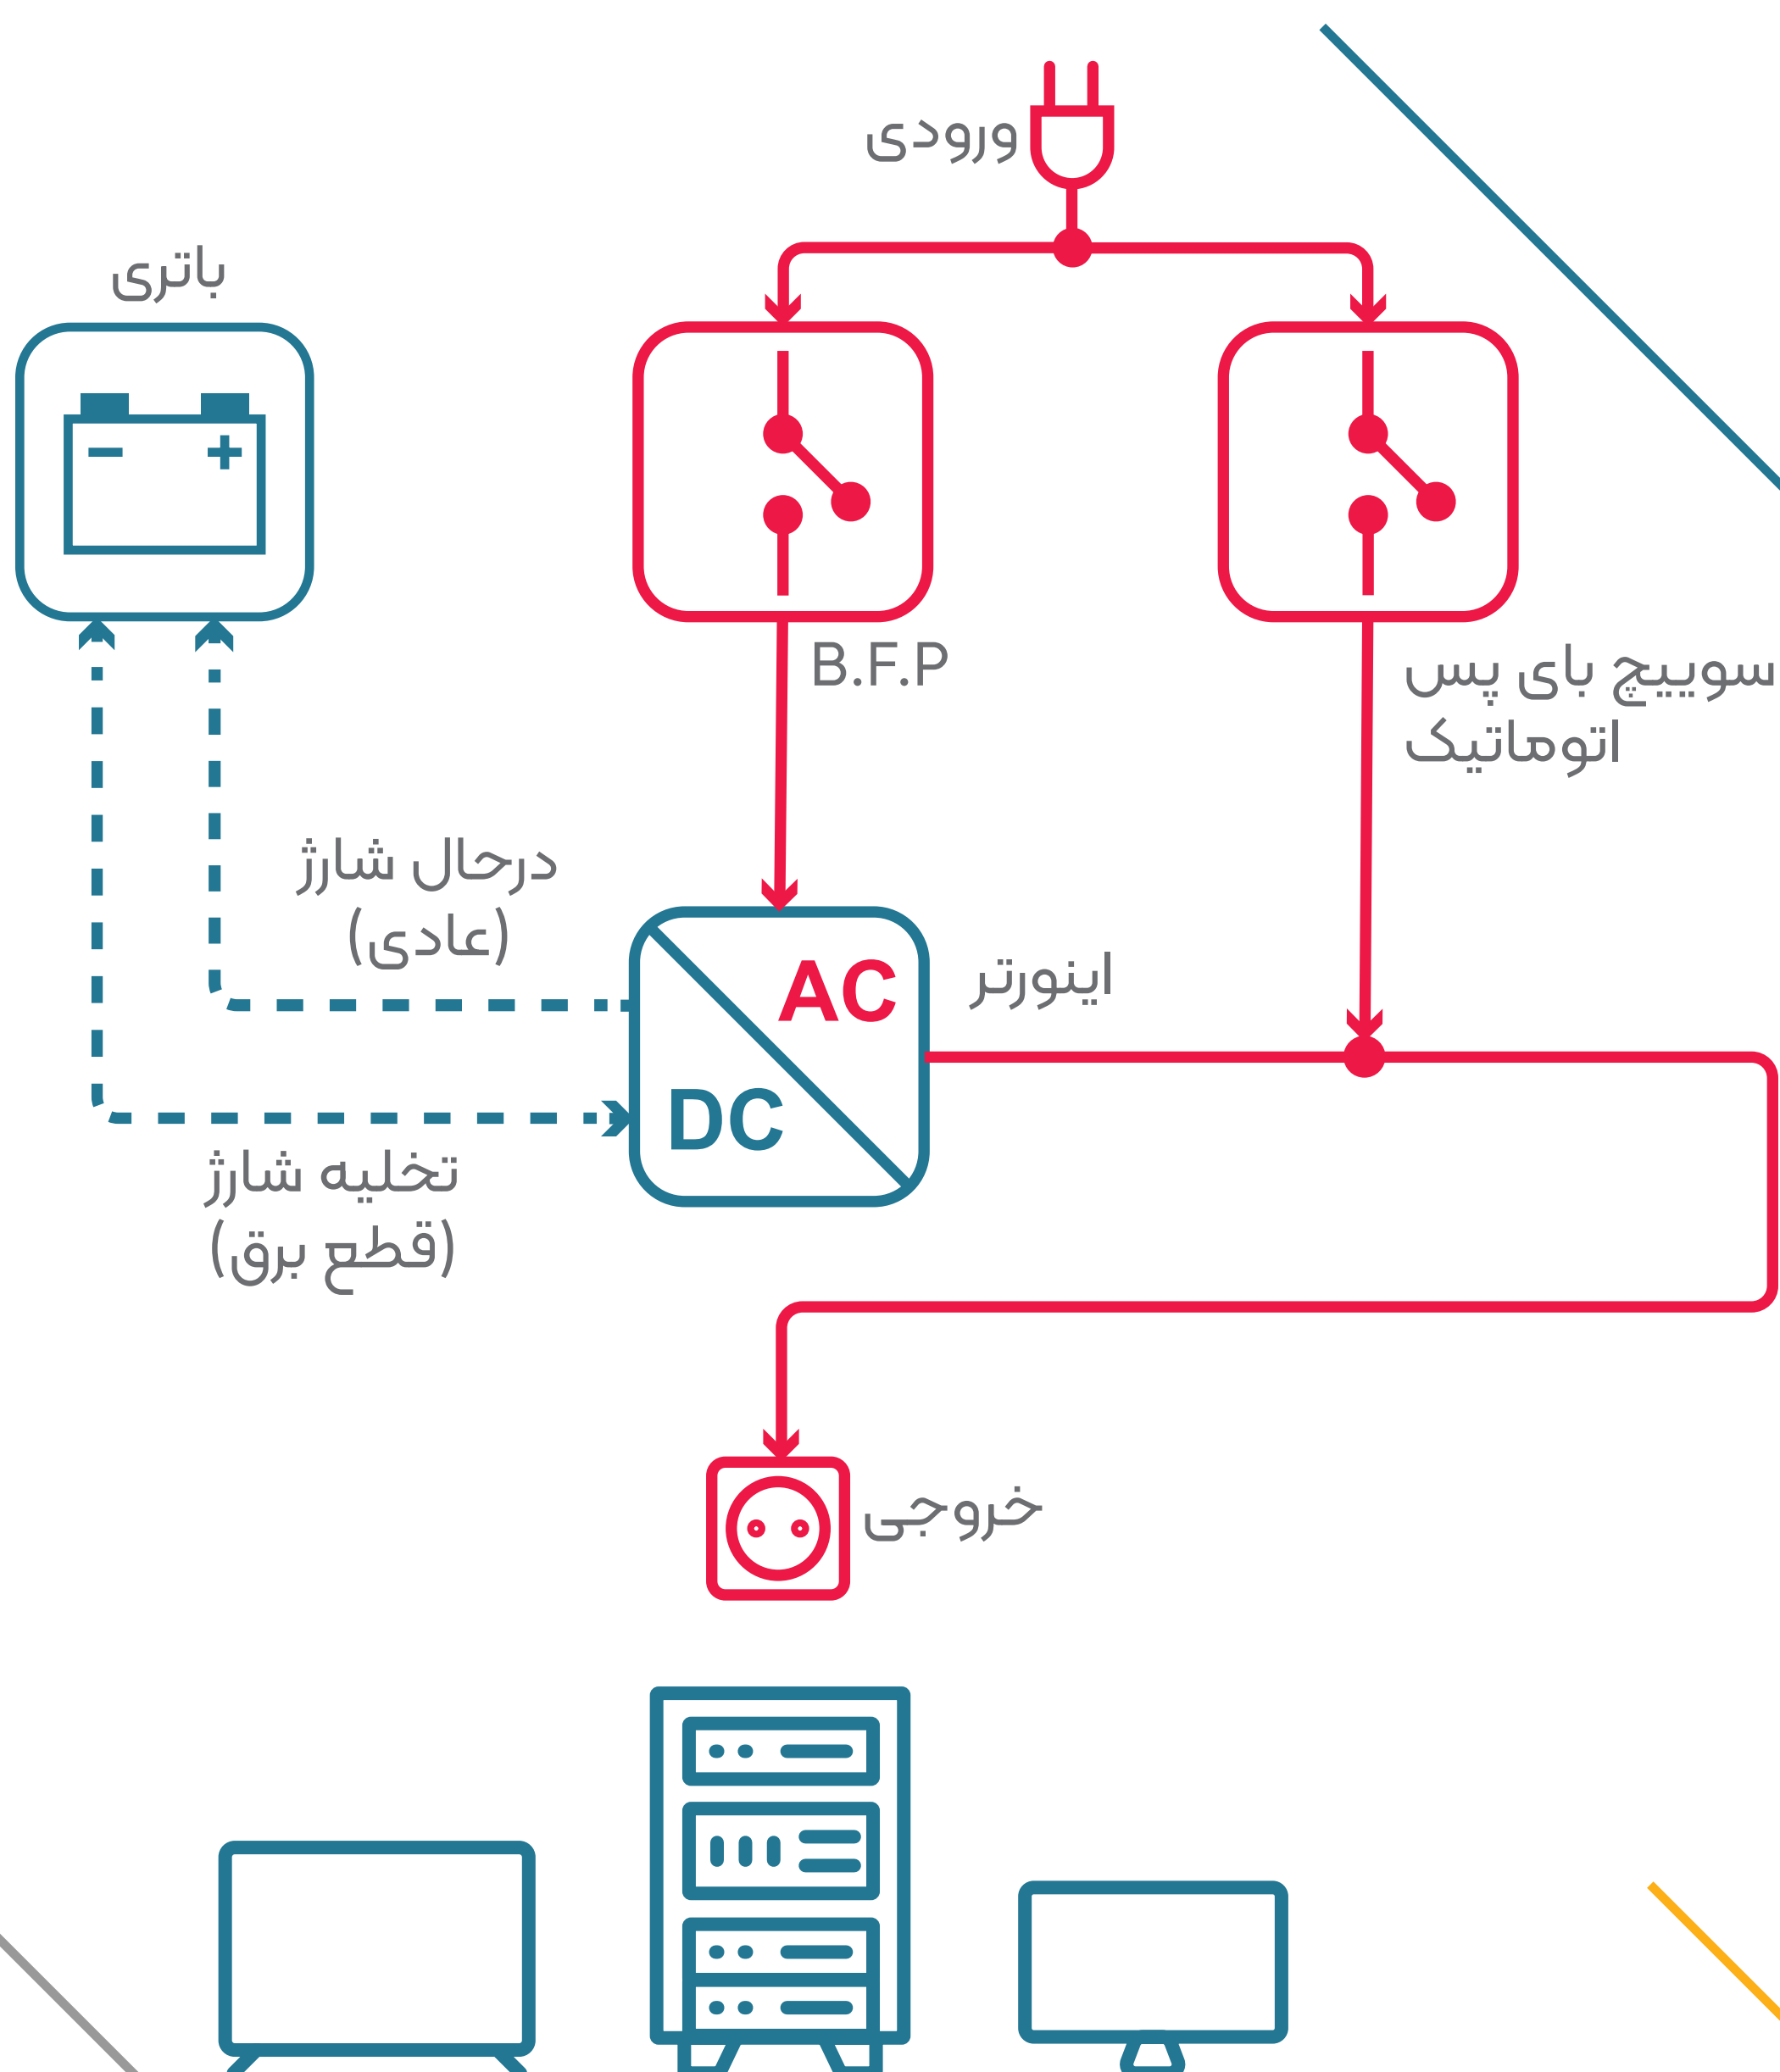 ورودی
باتری
B.F.P
سوییچ بای پس
اتوماتیک
درحال شارژ
(عادی)
اینورتر
AC
DC
تخلیه شارژ
(قطع برق)
خروجی